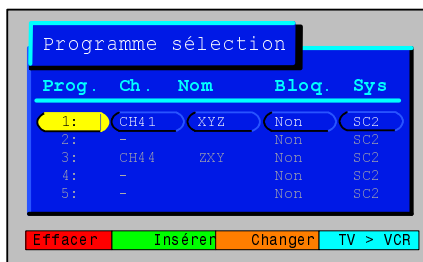 Programme sélection
Prog. Ch. Nom Bloq. Sys
1: CH41 XYZ Non SC2
2: - Non SC2
3: CH44 ZXY Non SC2
4: - Non SC2
5: - Non SC2
Effacer Insérer Changer TV > VCR